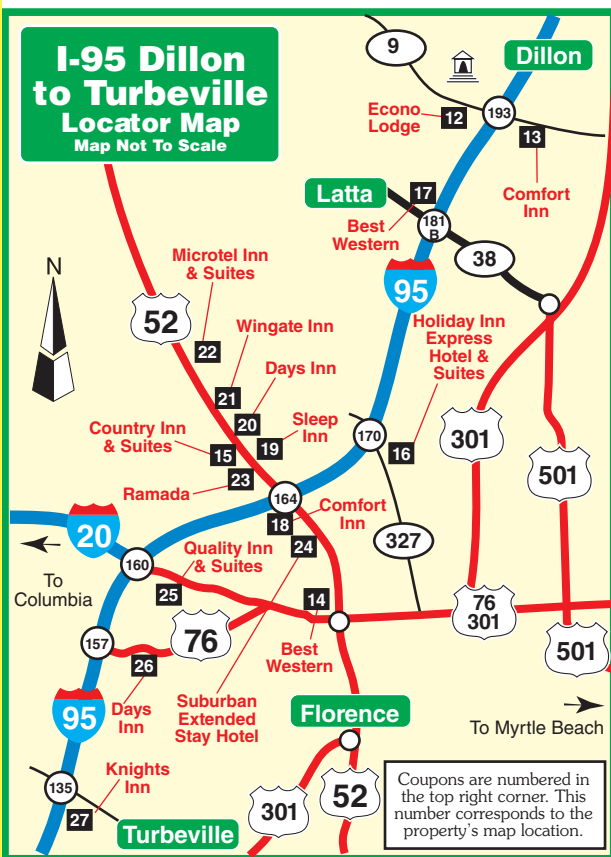 I-95 Dillon
to Turbeville
Locator Map
Map Not To Scale
9
Dillon
Econo
Lodge
12
193
13
Comfort
Inn
Latta
17
181
B
Best
Western
38
95
N
Microtel Inn
& Suites
52
22
Wingate Inn
21
Days Inn
20
Holiday Inn
Express
Hotel &
Suites
Country Inn
& Suites
15
19
Sleep
Inn
170
16
301
501
Ramada
23
164
18
Comfort
Inn
24
327
20
To
Columbia
160
Quality Inn
& Suites
25
14
76
301
157
76
26
Best
Western
501
95
Days
Inn
Suburban
Extended
Stay Hotel
Florence
To Myrtle Beach
Knights
Inn
135
27
Turbeville
301
52
Coupons are numbered in
the top right corner. This
number corresponds to the
property's map location.